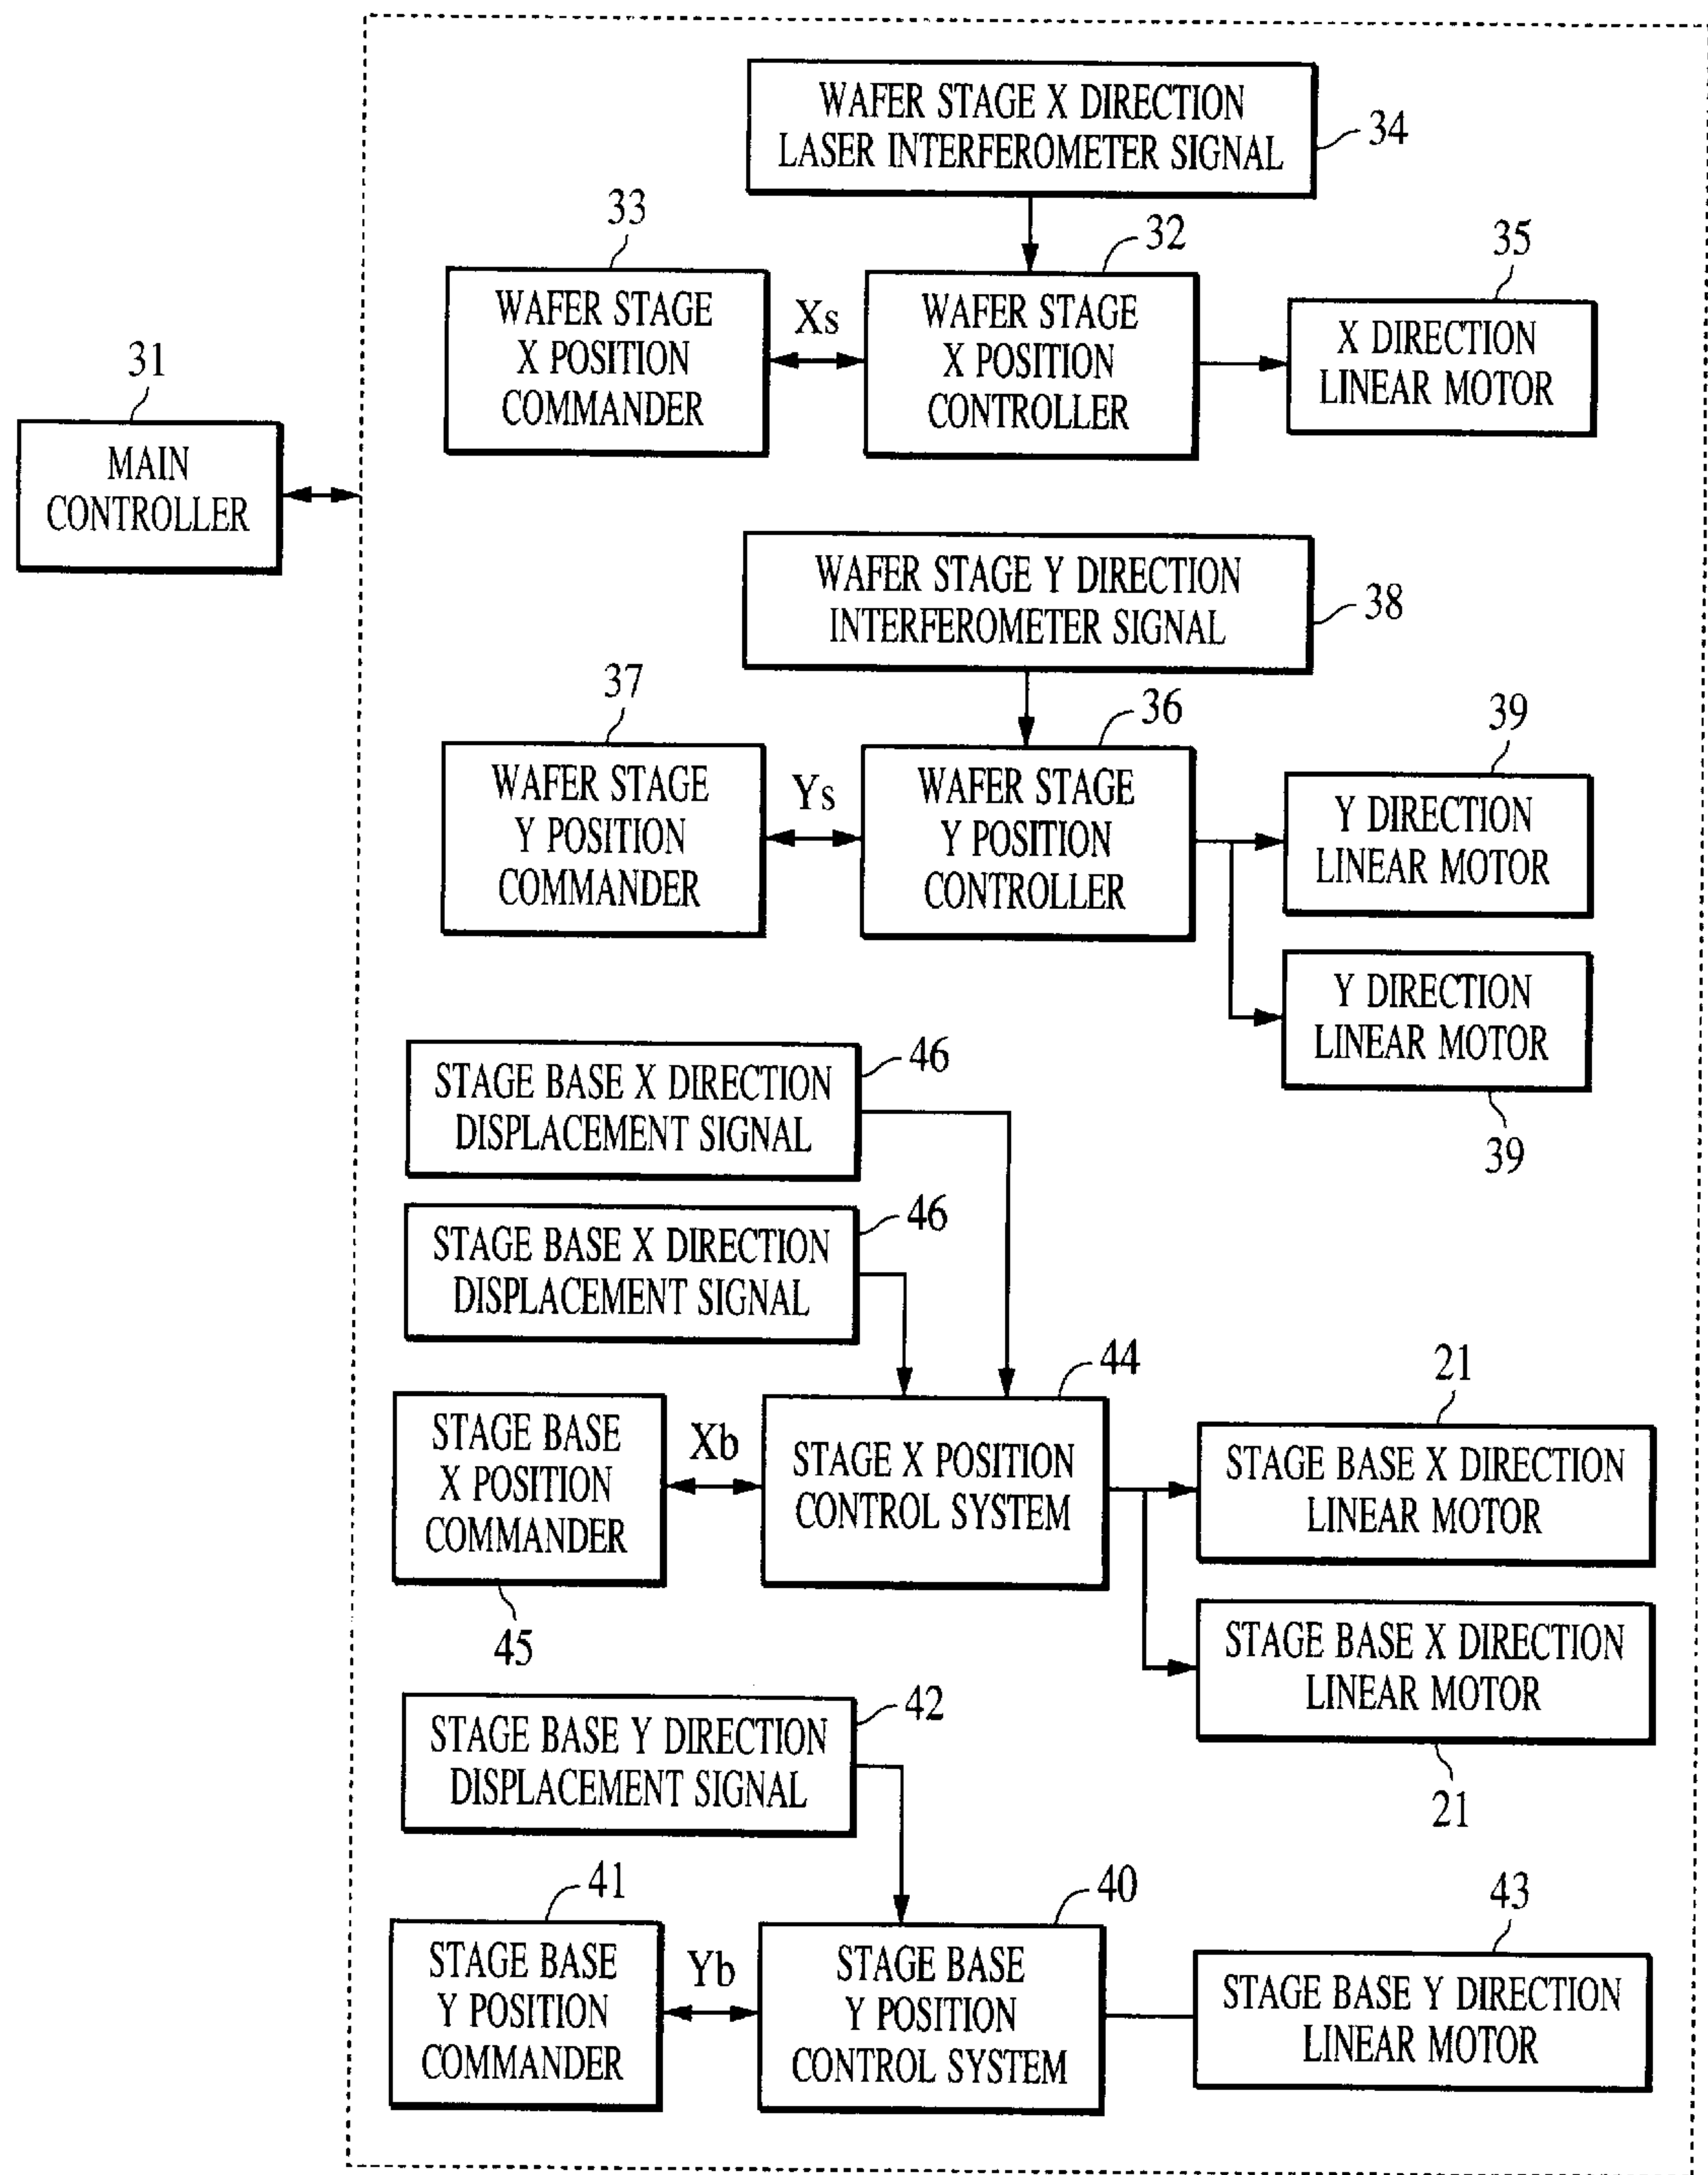 WAFER STAGE X DIRECTION
LASER INTERFEROMETER SIGNAL
34
33
WAFER STAGE
X POSITION
COMMANDER
Xs
32
WAFER STAGE
X POSITION
CONTROLLER
35
X DIRECTION
LINEAR MOTOR
31
MAIN
CONTROLLER
WAFER STAGE Y DIRECTION
INTERFEROMETER SIGNAL
38
37
WAFER STAGE
Y POSITION
COMMANDER
Ys
36
WAFER STAGE
Y POSITION
CONTROLLER
39
Y DIRECTION
LINEAR MOTOR
Y DIRECTION
LINEAR MOTOR
39
STAGE BASE X DIRECTION
DISPLACEMENT SIGNAL
46
STAGE BASE X DIRECTION
DISPLACEMENT SIGNAL
46
STAGE BASE
X POSITION
COMMANDER
45
Xb
44
STAGE X POSITION
CONTROL SYSTEM
21
STAGE BASE X DIRECTION
LINEAR MOTOR
STAGE BASE X DIRECTION
LINEAR MOTOR
21
STAGE BASE Y DIRECTION
DISPLACEMENT SIGNAL
42
41
STAGE BASE
Y POSITION
COMMANDER
Yb
40
STAGE BASE
Y POSITION
CONTROL SYSTEM
43
STAGE BASE Y DIRECTION
LINEAR MOTOR